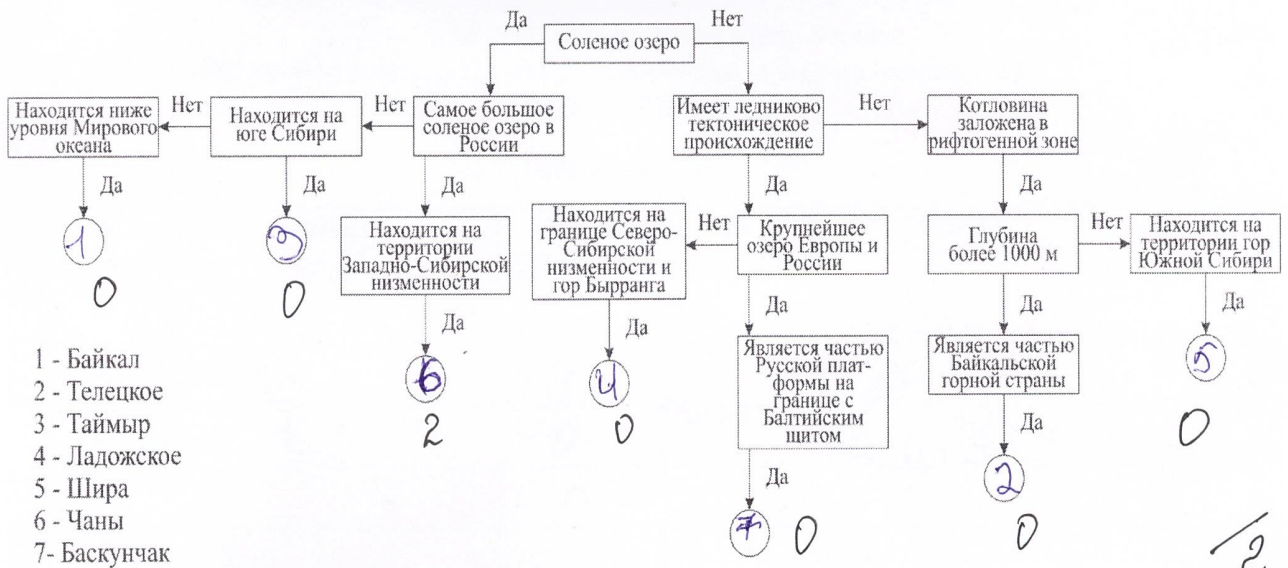 Да
Нет
Соленое озеро
Находится ниже
уровня Мирового
океана
Нет
Находится на
юге Сибири
Нет
Самое большое
соленое озеро в
России
Имеет ледниково
тектоническое
происхождение
Нет
Котловина
заложена в
рифтогенной зоне
Да
Да
Да
Да
Да
1
0
3
0
Находится на
территории
Западно-Сибирской
низменности
Находится на
границе Северо-
Сибирской
низменности и
гор Бырранга
Нет
Крупнейшее
озеро Европы и
России
Глубина
более 1000 м
Нет
Находится на
территории гор
Южной Сибири
Да
Да
Да
Да
Да
6
2
4
0
Является частью
Русской плат-
формы на
границе с
Балтийским
щитом
Является частью
Байкальской
горной страны
5
0
Да
Да
7
0
2
0
1 - Байкал
2 - Телецкое
3 - Таймыр
4 - Ладожское
5 - Шира
6 - Чаны
7- Баскунчак
2